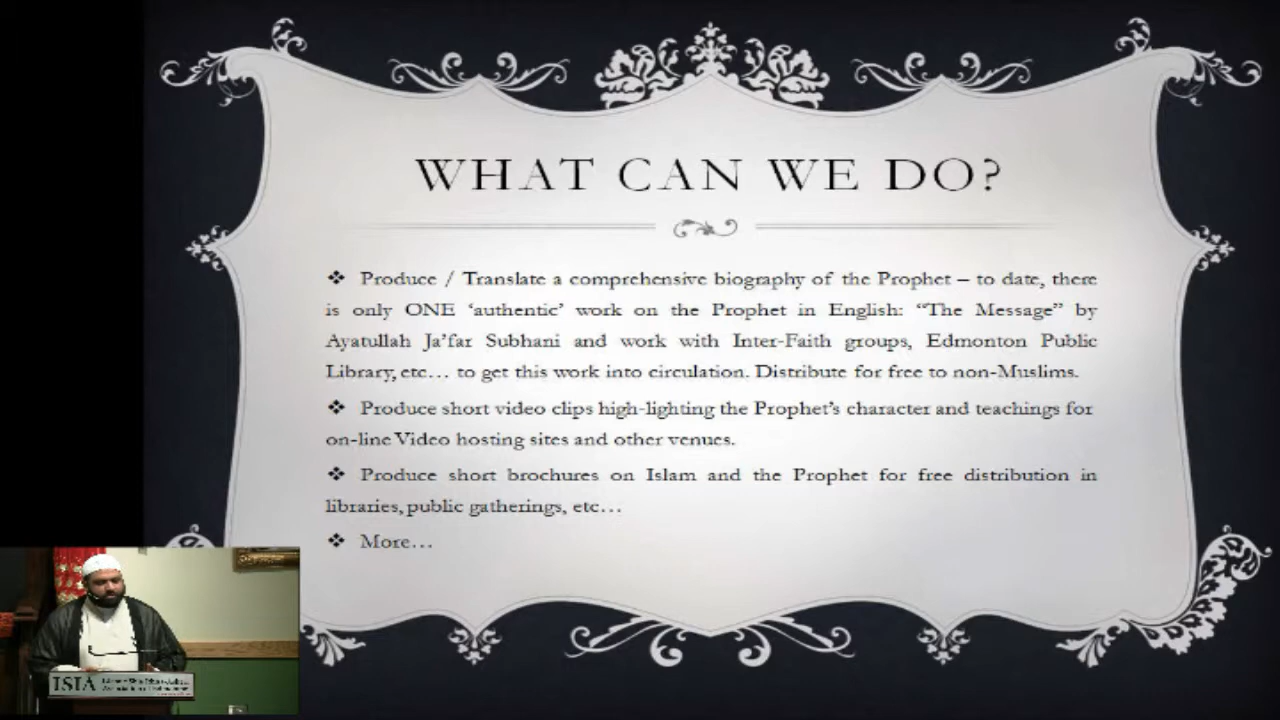 WHAT CAN WE DO?
❖ Produce / Translate a comprehensive biography of the Prophet – to date, there
is only ONE ‘authentic’ work on the Prophet in English: “The Message” by
Ayatullah Ja’far Subhani and work with Inter-Faith groups, Edmonton Public
Library, etc… to get this work into circulation. Distribute for free to non-Muslims.
❖ Produce short video clips high-lighting the Prophet’s character and teachings for
on-line Video hosting sites and other venues.
❖ Produce short brochures on Islam and the Prophet for free distribution in
libraries, public gatherings, etc…
❖ More…
ISIA